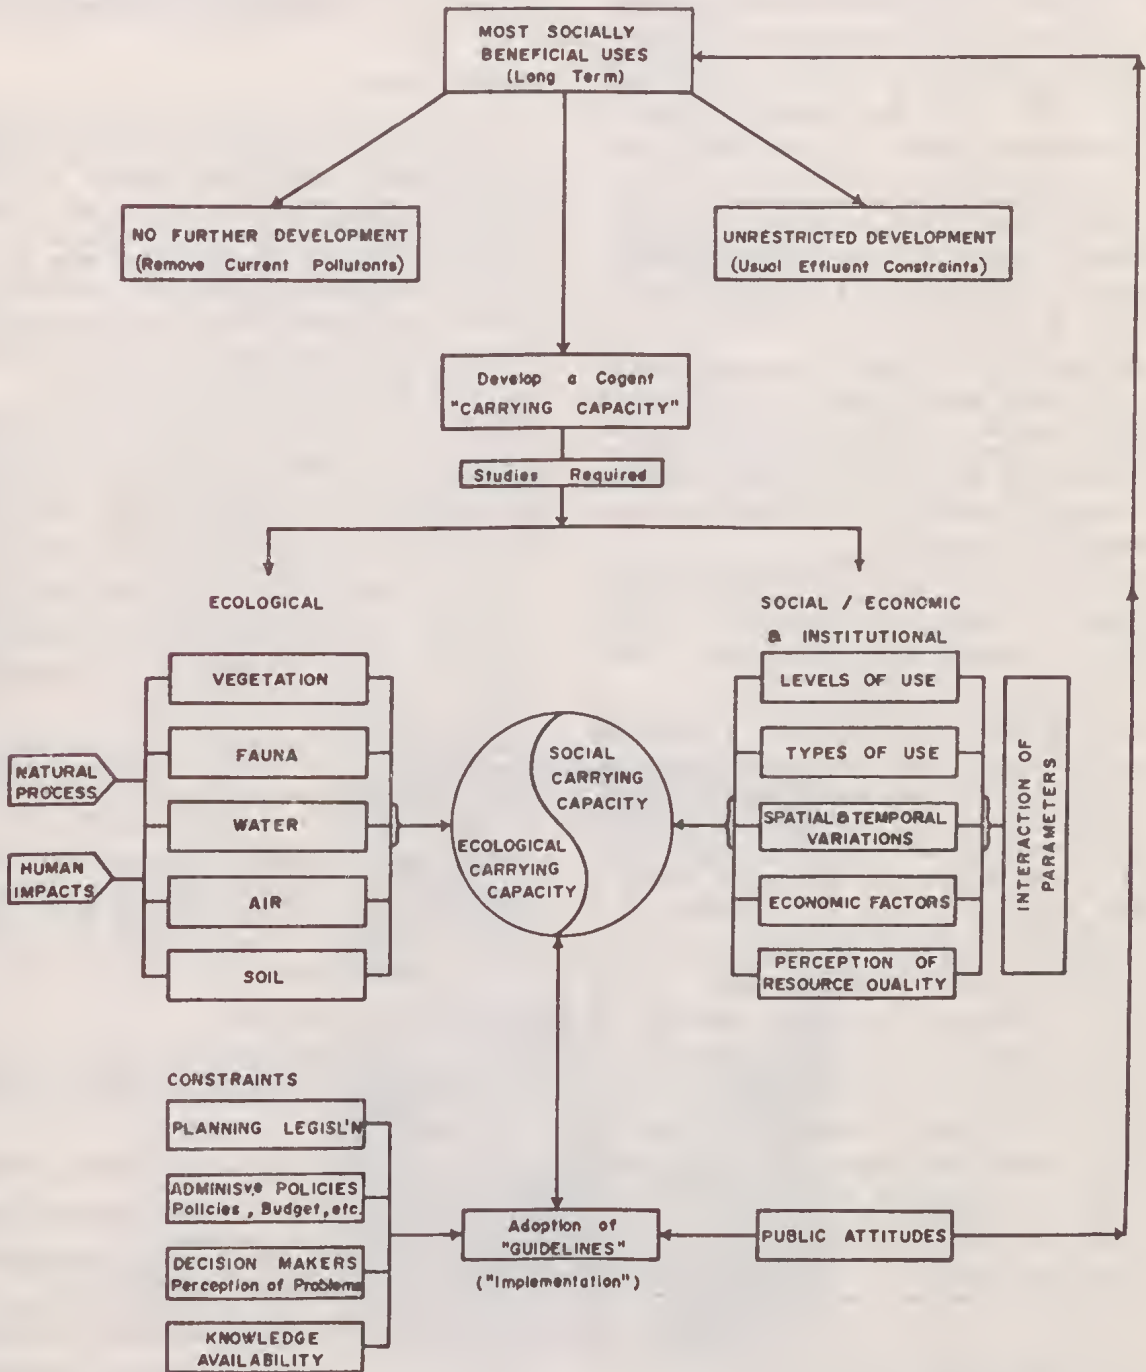 MOST SOCIALLY
BENEFICIAL USES
(Long Term)
NO FURTHER DEVELOPMENT
(Remove Current Pollutants)
UNRESTRICTED DEVELOPMENT
(Usual Effluent Constraints)
Develop a Cogent
"CARRYING CAPACITY"
Studies Required
ECOLOGICAL
SOCIAL / ECONOMIC
& INSTITUTIONAL
NATURAL
PROCESS
HUMAN
IMPACTS
VEGETATION
FAUNA
WATER
AIR
SOIL
SOCIAL
CARRYING
CAPACITY
ECOLOGICAL
CARRYING
CAPACITY
LEVELS OF USE
TYPES OF USE
SPATIAL & TEMPORAL
VARIATIONS
ECONOMIC FACTORS
PERCEPTION OF
RESOURCE QUALITY
INTERACTION OF
PARAMETERS
CONSTRAINTS
PLANNING LEGISL'N
ADMINISV.e POLICIES
Policies, Budget, etc.
DECISION MAKERS
Perception of Problems
KNOWLEDGE
AVAILABILITY
Adoption of
"GUIDELINES"
("Implementation")
PUBLIC ATTITUDES